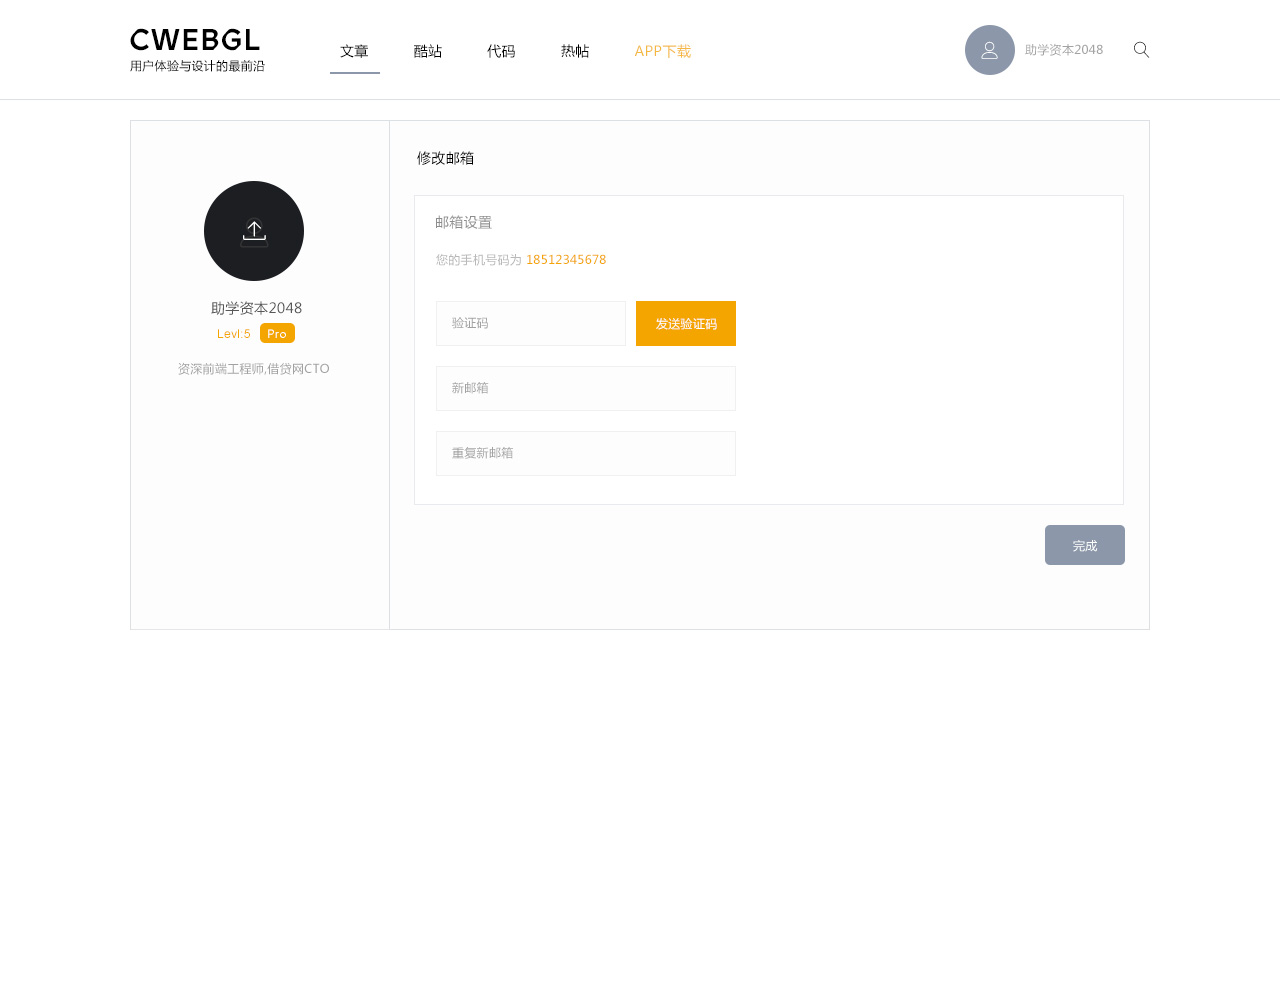 CWEBGL
用户体验与设计的最前沿
文章 酷站 代码 热帖 APP下载
助学资本2048
修改邮箱
邮箱设置
您的手机号码为 18512345678
验证码 发送验证码
新邮箱
重复新邮箱
完成
助学资本2048
Levl:5 Pro
资深前端工程师,借贷网CTO